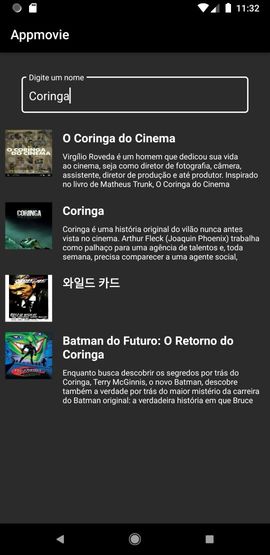 11:32
Appmovie
Digite um nome
Coringa
O CORINGA
DO CINEMA
O Coringa do Cinema
Virgílio Roveda é um homem que dedicou sua vida
ao cinema, seja como diretor de fotografia, câmera,
assistente, diretor de produção e até produtor. Inspirado
no livro de Matheus Trunk, O Coringa do Cinema
CORINGA
Coringa
Coringa é uma história original do vilão nunca antes
vista no cinema. Arthur Fleck (Joaquin Phoenix) trabalha
como palhaço para uma agência de talentos e, toda
semana, precisa comparecer a uma agente social,
와일드 카드
Batman do Futuro: O Retorno do
Coringa
Enquanto busca descobrir os segredos por trás do
Coringa, Terry McGinnis, o novo Batman, descobre
também a verdade por trás do maior mistério da carreira
do Batman original: a verdadeira história em que Bruce